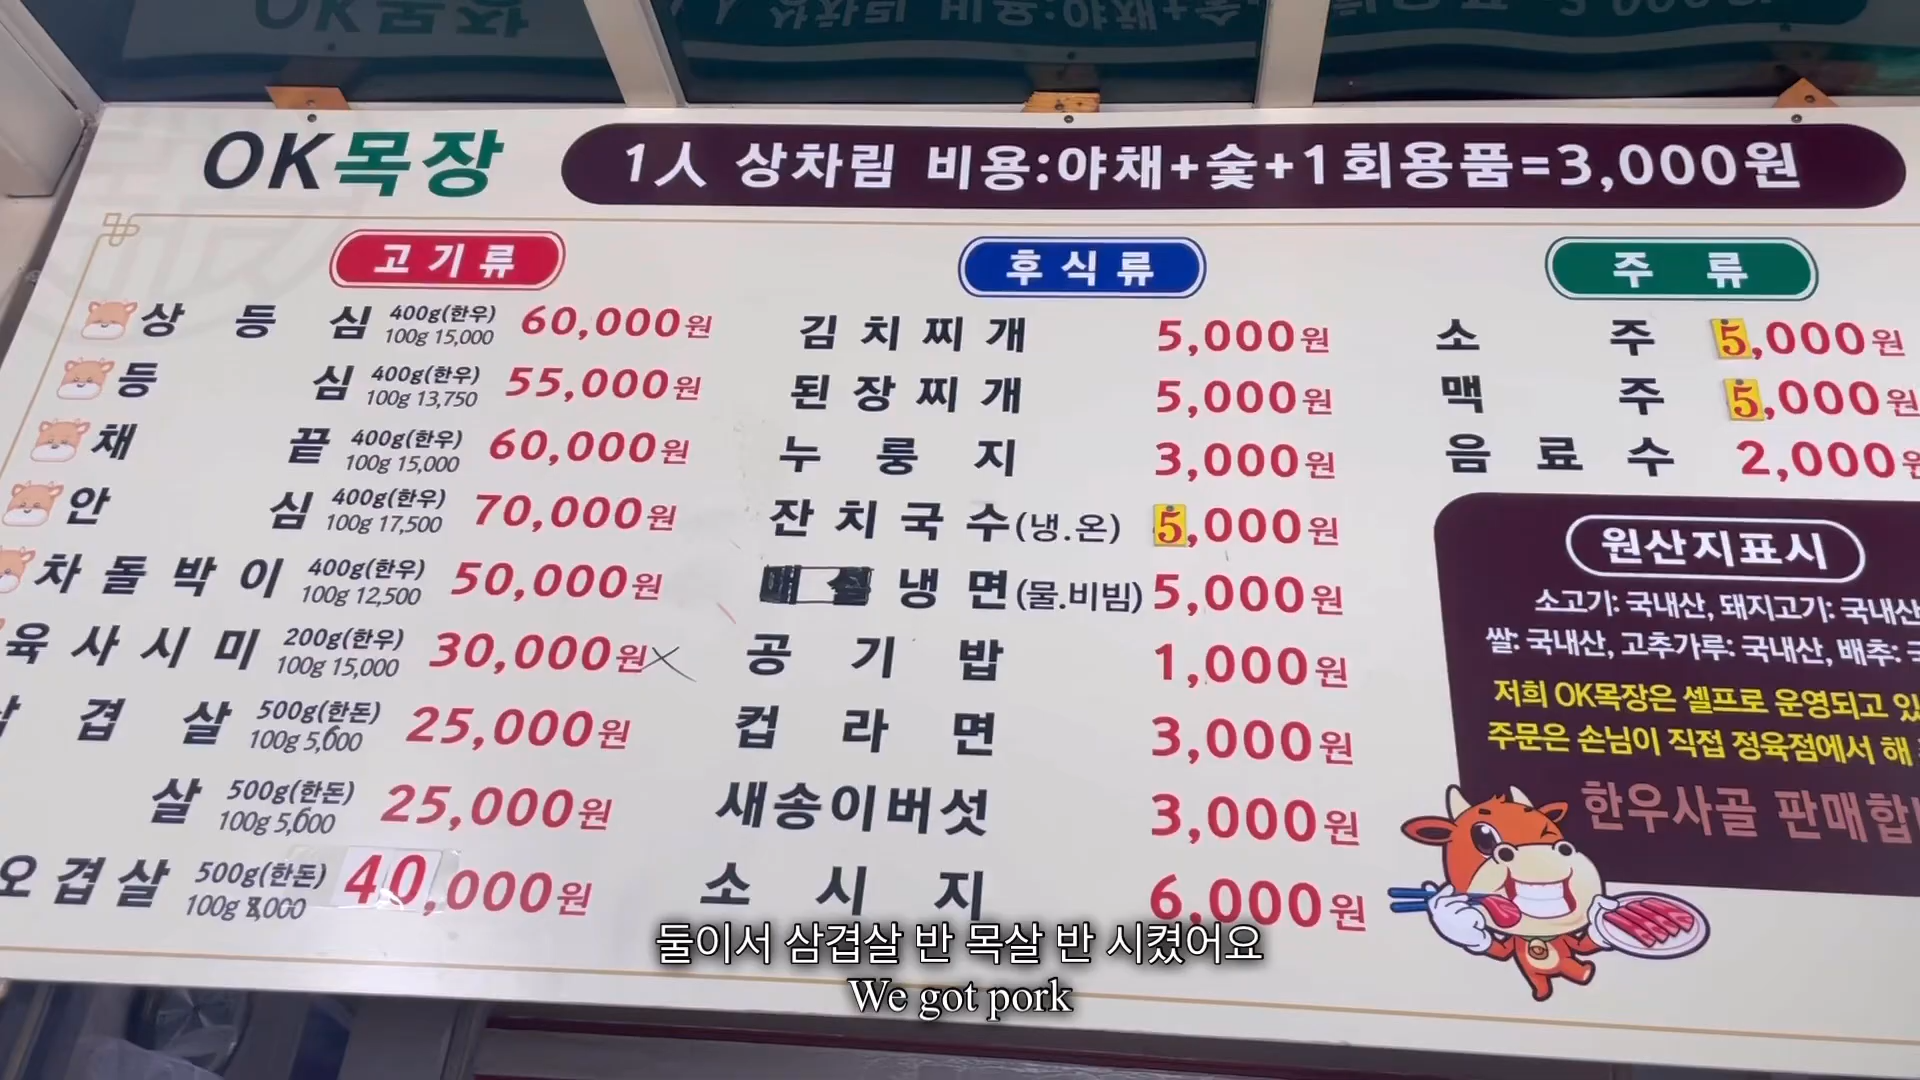 OK목장
1人 상차림 비용:야채+숯+1회용품=3,000원
고기류
상등심 400g(한우) 100g 15,000 60,000원
등심 400g(한우) 100g 13,750 55,000원
채끝 400g(한우) 100g 15,000 60,000원
안심 400g(한우) 100g 17,500 70,000원
차돌박이 400g(한우) 100g 12,500 50,000원
육사시미 200g(한우) 100g 15,000 30,000원
겹살 500g(한돈) 100g 25,000원
살 500g(한돈) 100g 25,000원
오겹살 500g(한돈) 100g 40,000원
후식류
김치찌개 5,000원
된장찌개 5,000원
누룽지 3,000원
잔치국수(냉.온) 5,000원
냉면(물.비빔) 5,000원
공기밥 1,000원
컵라면 3,000원
새송이버섯 3,000원
소시지 6,000원
주류
소주 5,000원
맥주 5,000원
음료수 2,000원
원산지표시
소고기: 국내산, 돼지고기: 국내산
쌀: 국내산, 고추가루: 국내산, 배추:
저희 OK목장은 셀프로 운영되고
주문은 손님이 직접 정육점에서 해
한우사골 판매합
둘이서 삼겹살 반 목살 반 시켰어요
We got pork